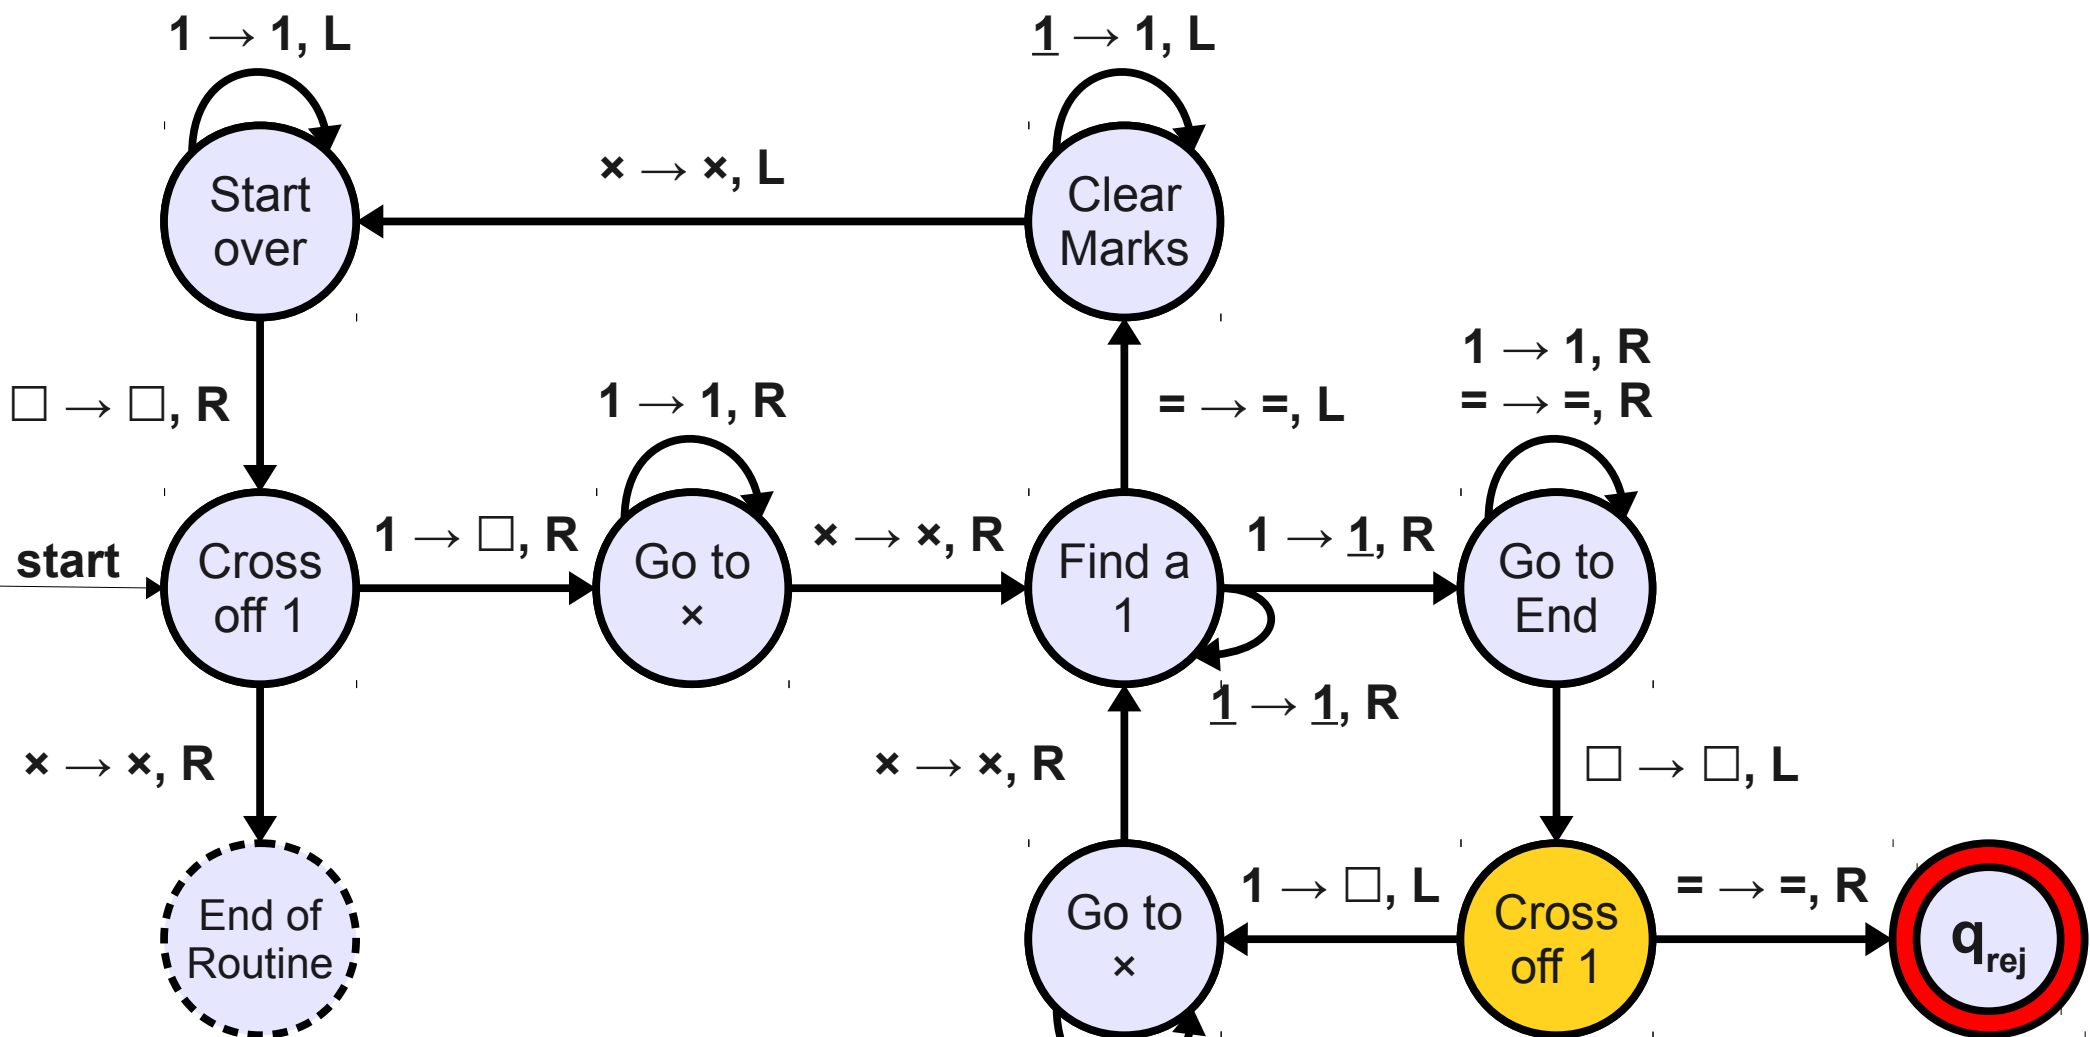 1 → 1, L
1 → 1, L
Start
over
× → ×, L
Clear
Marks
□ → □, R
1 → 1, R
= → =, L
1 → 1, R
= → =, R
start
Cross
off 1
1 → □, R
Go to
×
× → ×, R
Find a
1
1 → 1, R
Go to
End
1 → 1, R
× → ×, R
× → ×, R
□ → □, L
End of
Routine
Go to
×
1 → □, L
Cross
off 1
= → =, R
qrej